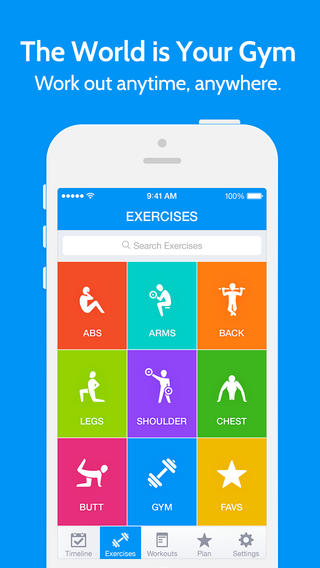 The World is Your Gym
Work out anytime, anywhere.
9:41 AM 100%
EXERCISES
Search Exercises
ABS ARMS BACK
LEGS SHOULDER CHEST
BUTT GYM FAVS
Timeline Exercises Workouts Plan Settings